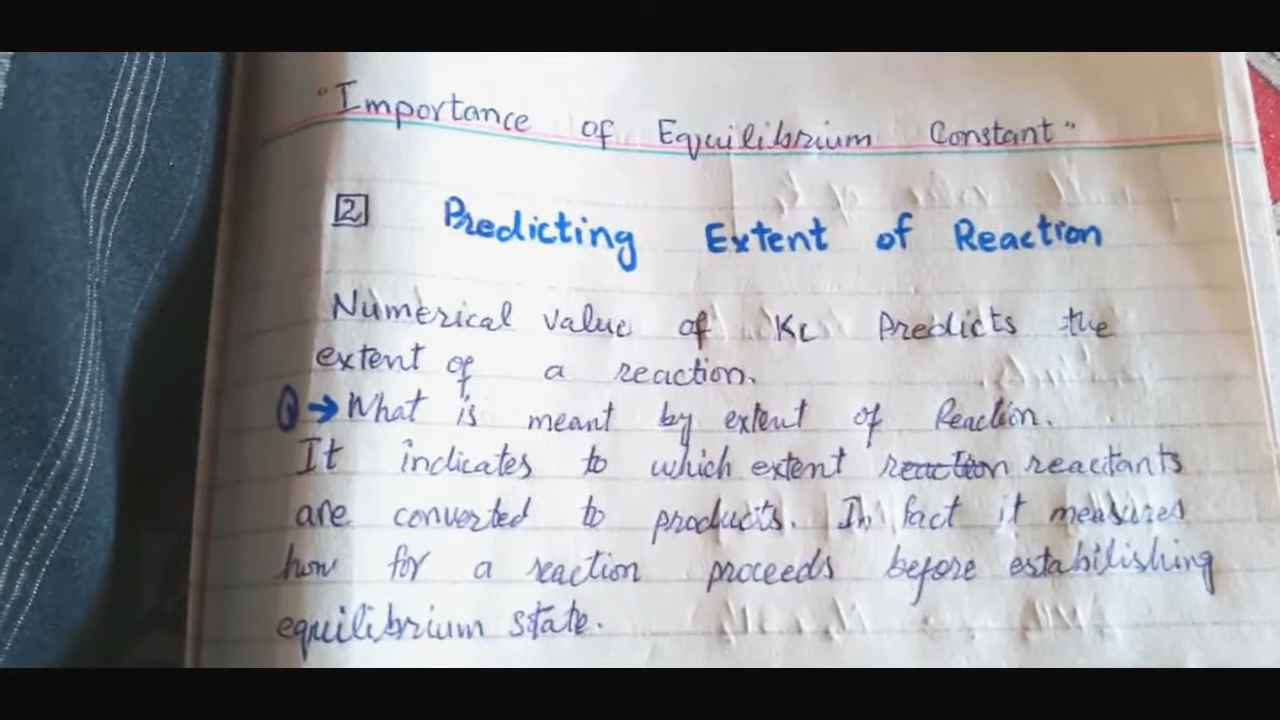 "Importance of Equilibrium Constant"
2 Predicting Extent of Reaction
Numerical value of Kc Predicts the
extent of a reaction.
Q → What is meant by extent of Reaction.
It indicates to which extent reaction reactants
are converted to products. In fact it measures
how for a reaction proceeds before estabilishing
equilibrium state.